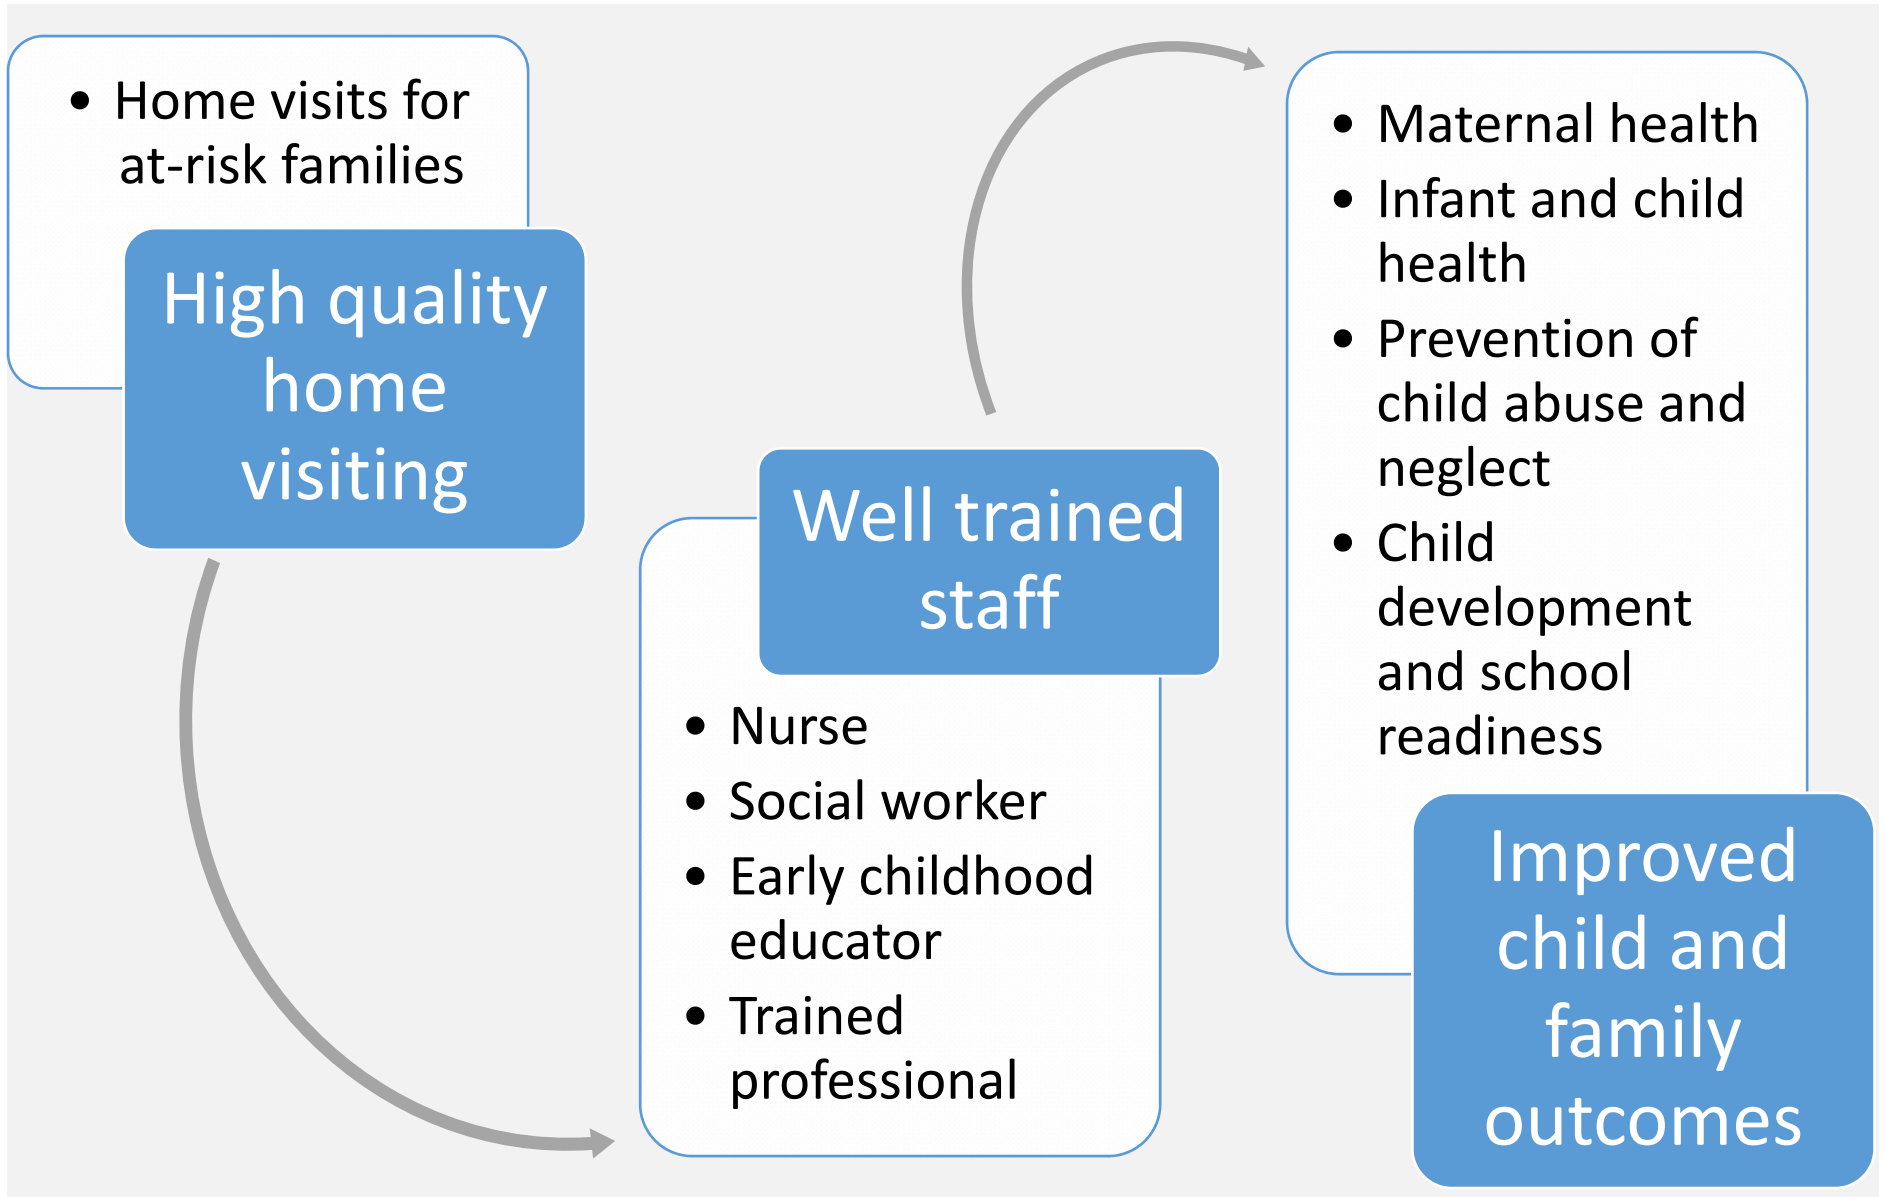 • Home visits for
at-risk families
High quality
home
visiting
Well trained
staff
• Nurse
• Social worker
• Early childhood
educator
• Trained
professional
• Maternal health
• Infant and child
health
• Prevention of
child abuse and
neglect
• Child
development
and school
readiness
Improved
child and
family
outcomes